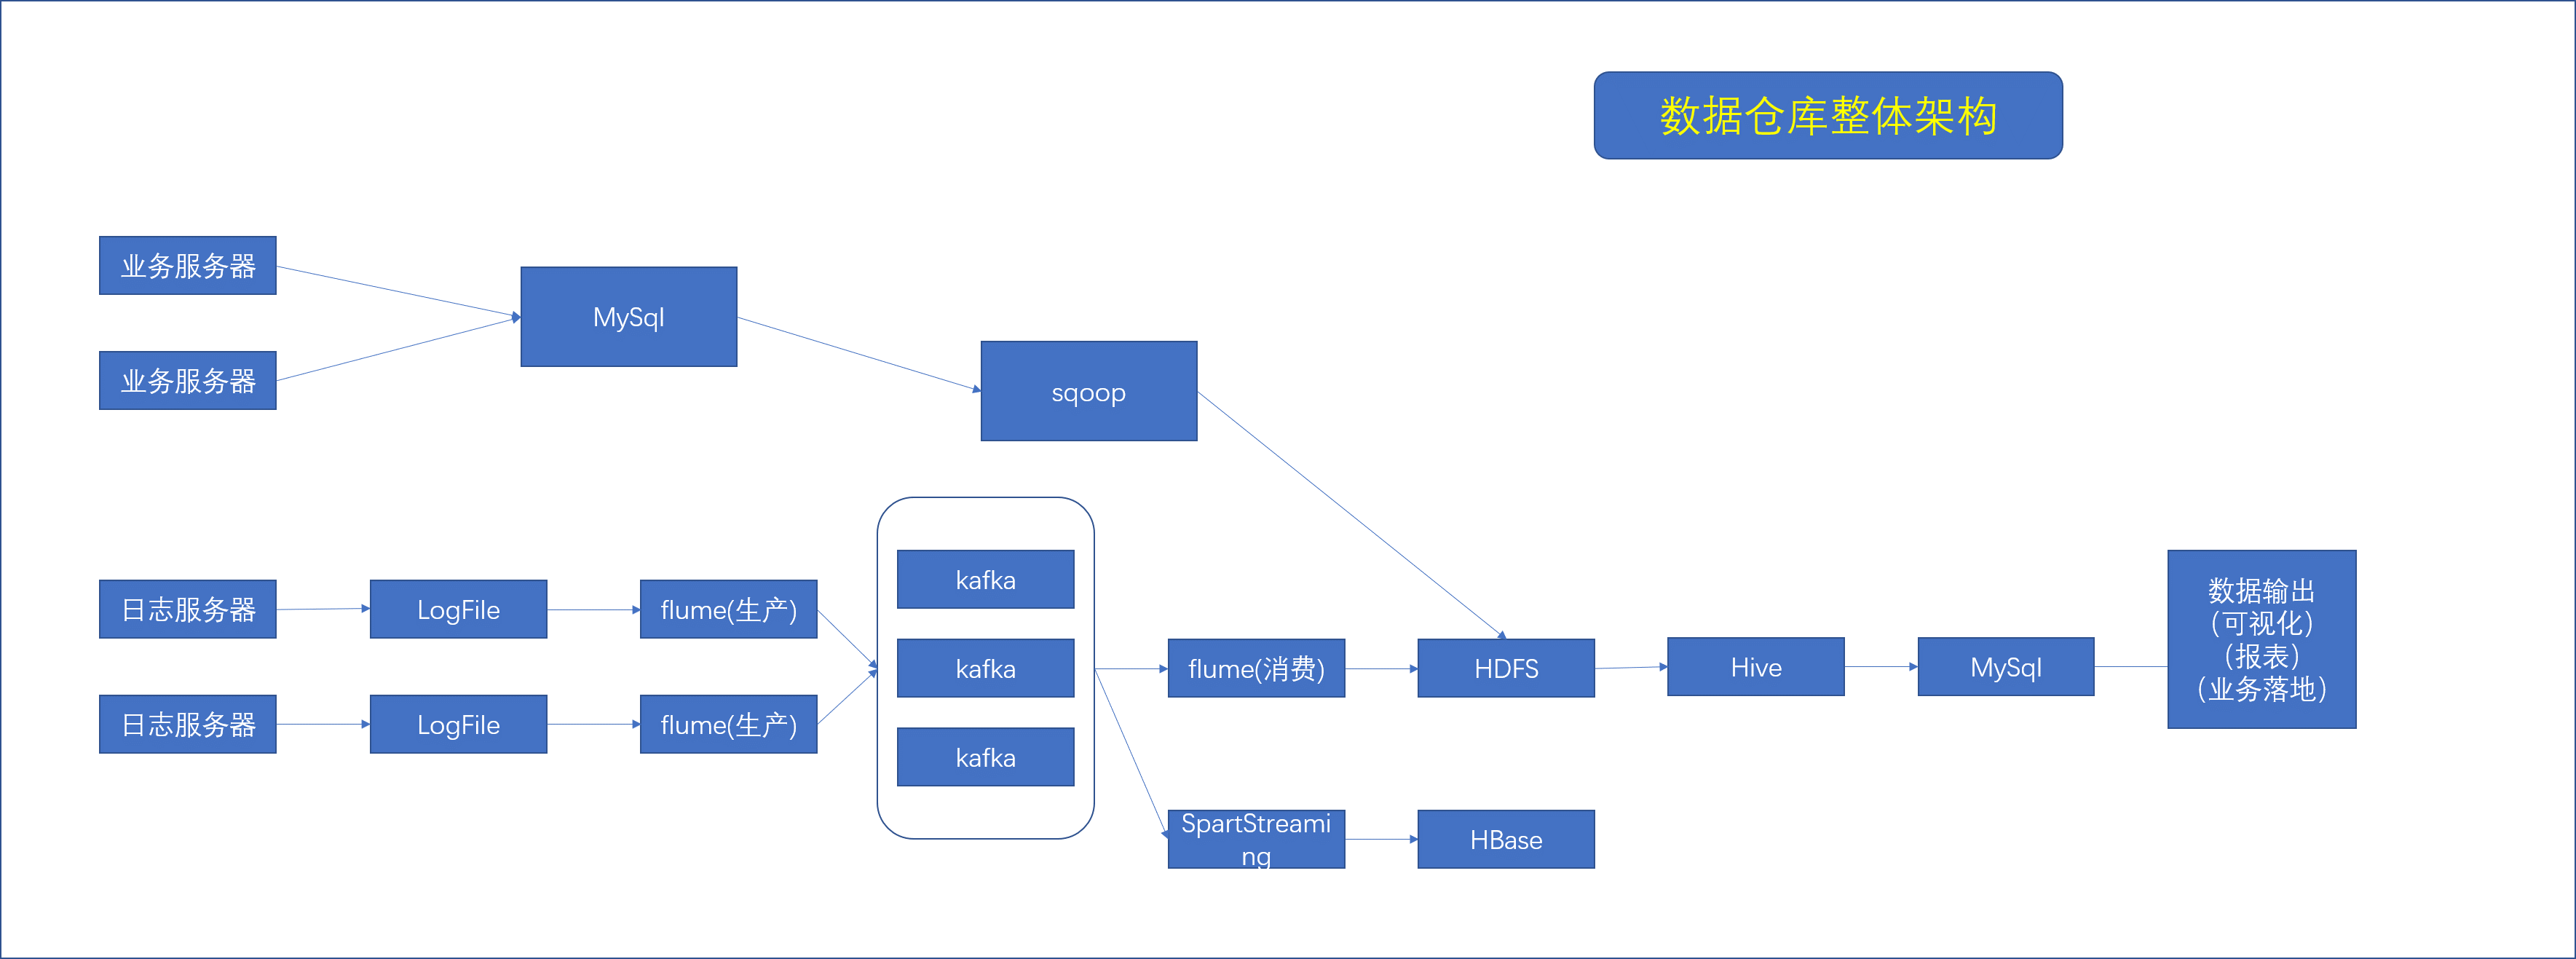 数据仓库整体架构
业务服务器
业务服务器
MySql
sqoop
日志服务器
LogFile
flume(生产)
日志服务器
LogFile
flume(生产)
kafka
kafka
kafka
flume(消费)
HDFS
Hive
MySql
数据输出
（可视化）
（报表）
（业务落地）
SpartStreami
ng
HBase